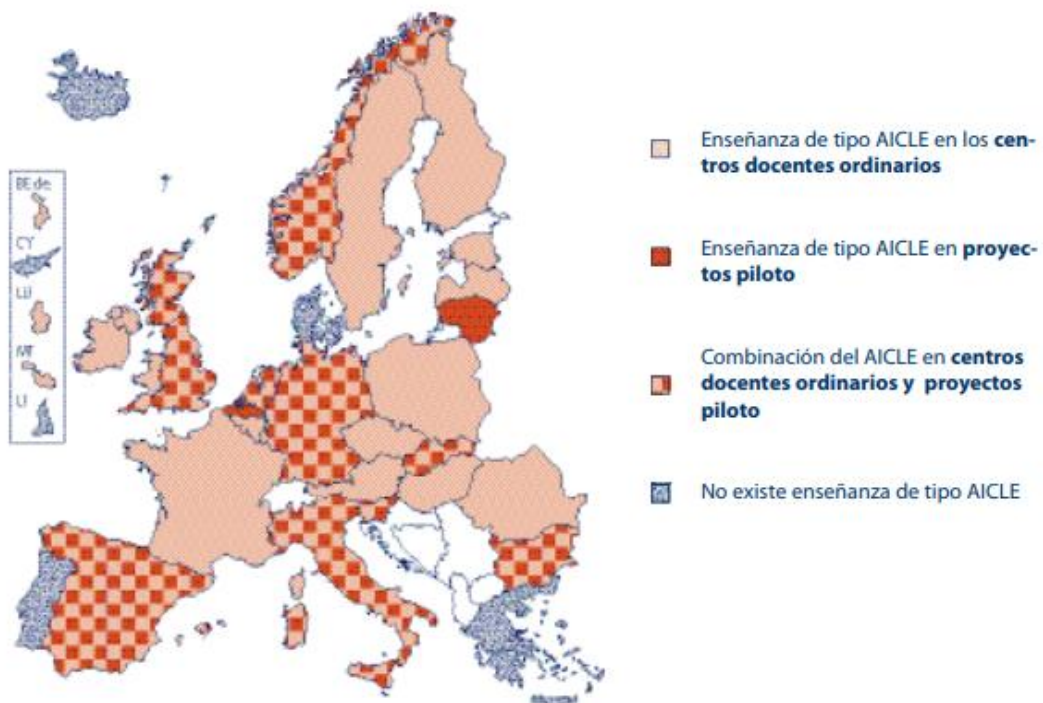 BE de
CY
LU
MT
LI
Enseñanza de tipo AICLE en los cen-
tros docentes ordinarios
Enseñanza de tipo AICLE en proyec-
tos piloto
Combinación del AICLE en centros
docentes ordinarios y proyectos
piloto
No existe enseñanza de tipo AICLE